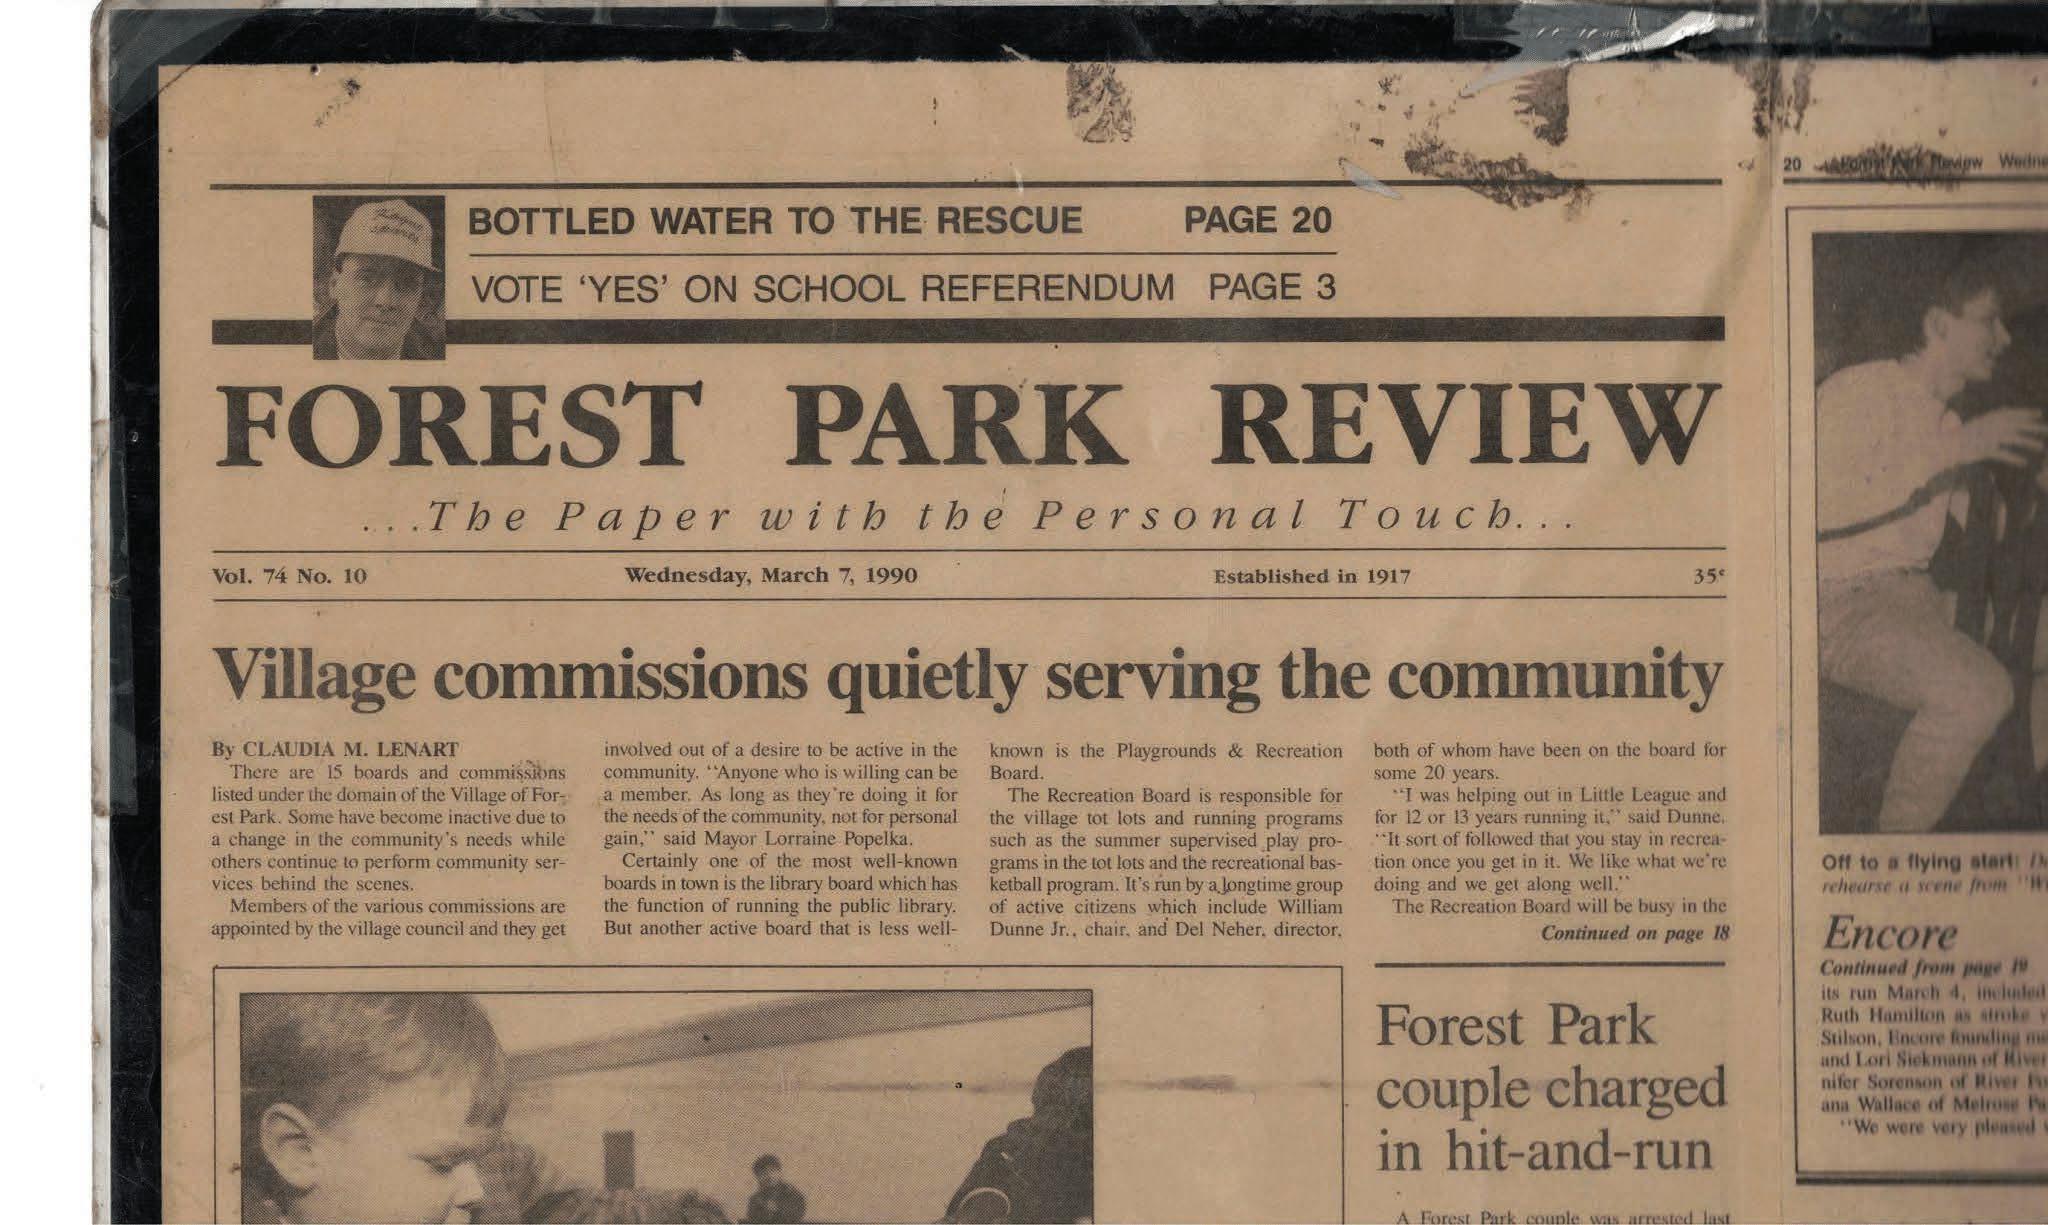 BOTTLED WATER TO THE RESCUE PAGE 20
VOTE ‘YES’ ON SCHOOL REFERENDUM PAGE 3
FOREST PARK REVIEW
...The Paper with the Personal Touch...
Vol. 74 No. 10 Wednesday, March 7, 1990 Established in 1917 35¢
Village commissions quietly serving the community
By CLAUDIA M. LENART
There are 15 boards and commissions
listed under the domain of the Village of For-
est Park. Some have become inactive due to
a change in the community's needs while
others continue to perform community ser-
vices behind the scenes.
Members of the various commissions are
appointed by the village council and they get
involved out of a desire to be active in the
community. “Anyone who is willing can be
a member. As long as they're doing it for
the needs of the community, not for personal
gain,” said Mayor Lorraine Popelka.
Certainly one of the most well-known
boards in town is the library board which has
the function of running the public library.
But another active board that is less well-
known is the Playgrounds & Recreation
Board.
The Recreation Board is responsible for
the village tot lots and running programs
such as the summer supervised play pro-
grams in the tot lots and the recreational bas-
ketball program. It's run by a longtime group
of active citizens which include William
Dunne Jr., chair, and Del Neher, director,
both of whom have been on the board for
some 20 years.
“I was helping out in Little League and
for 12 or 13 years running it,” said Dunne.
“It sort of followed that you stay in recrea-
tion once you get in it. We like what we're
doing and we get along well.”
The Recreation Board will be busy in the
Continued on page 18
Forest Park
couple charged
in hit-and-run
A Forest Park couple was arrested last
20 Forest Park Review Wedne
Off to a flying start:
rehearse a scene from “W
Encore
Continued from page 19
its run March 4, included
Ruth Hamilton as stroke v
Stilson, Encore founding me
and Lori Siekmann of River
nifer Sorenson of River Fo
ana Wallace of Melrose Pa
“We were very pleased